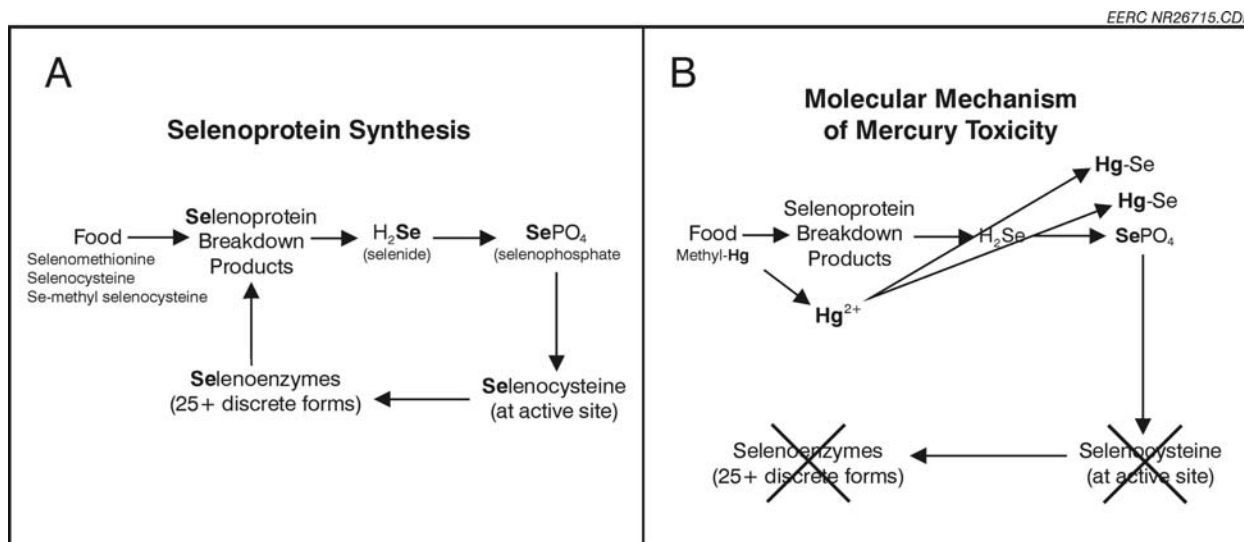 EERC NR26715.CD
A
Selenoprotein Synthesis
Food
Selenomethionine
Selenocysteine
Se-methyl selenocysteine
Selenoprotein
Breakdown
Products
H₂Se
(selenide)
SePO₄
(selenophosphate
Selenoenzymes
(25+ discrete forms)
Selenocysteine
(at active site)
B
Molecular Mechanism
of Mercury Toxicity
Hg-Se
Hg-Se
Food
Methyl-Hg
Selenoprotein
Breakdown
Products
H₂Se
SePO₄
Hg²⁺
Selenoenzymes
(25+ discrete forms)
Selenocysteine
(at active site)